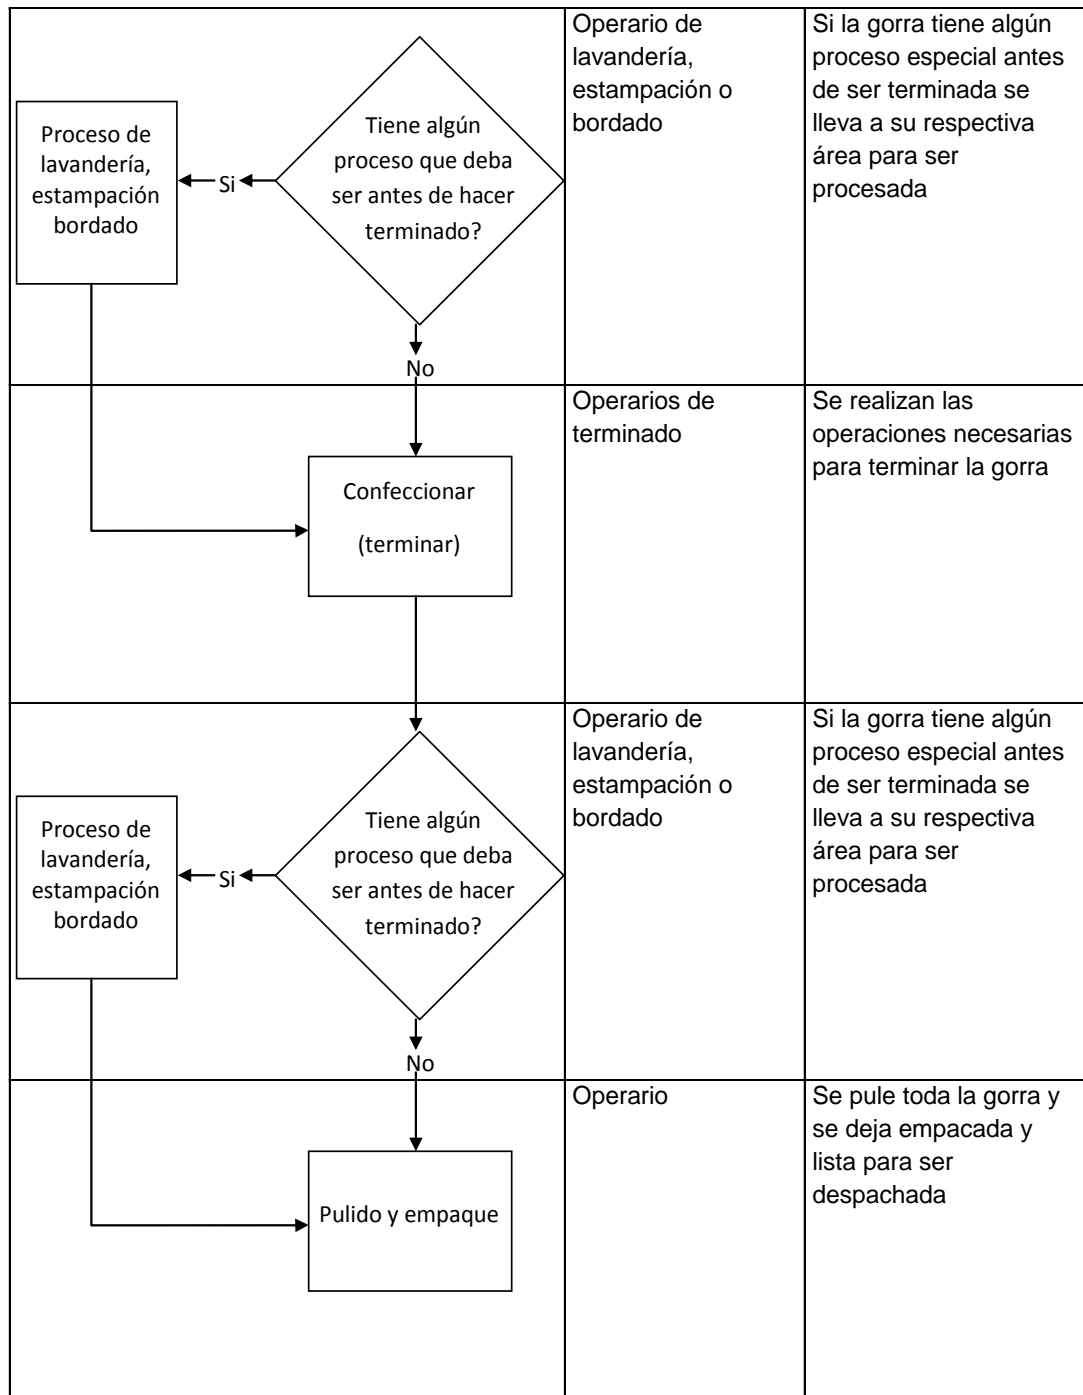 Proceso de
lavandería,
estampación
bordado
Si
Tiene algún
proceso que deba
ser antes de hacer
terminado?
No
Operario de
lavandería,
estampación o
bordado
Si la gorra tiene algún
proceso especial antes
de ser terminada se
lleva a su respectiva
área para ser
procesada
Confeccionar
(terminar)
Operarios de
terminado
Se realizan las
operaciones necesarias
para terminar la gorra
Proceso de
lavandería,
estampación
bordado
Si
Tiene algún
proceso que deba
ser antes de hacer
terminado?
No
Operario de
lavandería,
estampación o
bordado
Si la gorra tiene algún
proceso especial antes
de ser terminada se
lleva a su respectiva
área para ser
procesada
Pulido y empaque
Operario
Se pule toda la gorra y
se deja empacada y
lista para ser
despachada